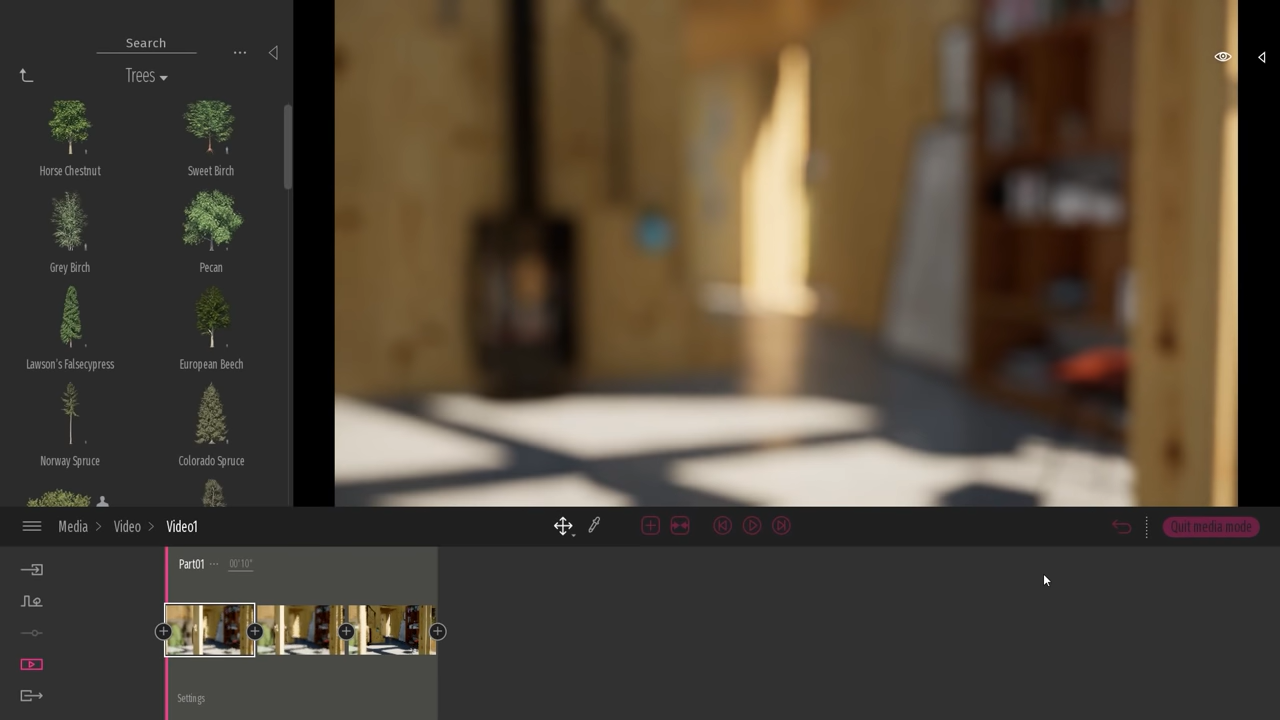 Search
...
Trees
Horse Chestnut
Sweet Birch
Grey Birch
Pecan
Lawson's Falsecypress
European Beech
Norway Spruce
Colorado Spruce
Media > Video > Video1
Quit media mode
Part01 ... 00'10"
Settings